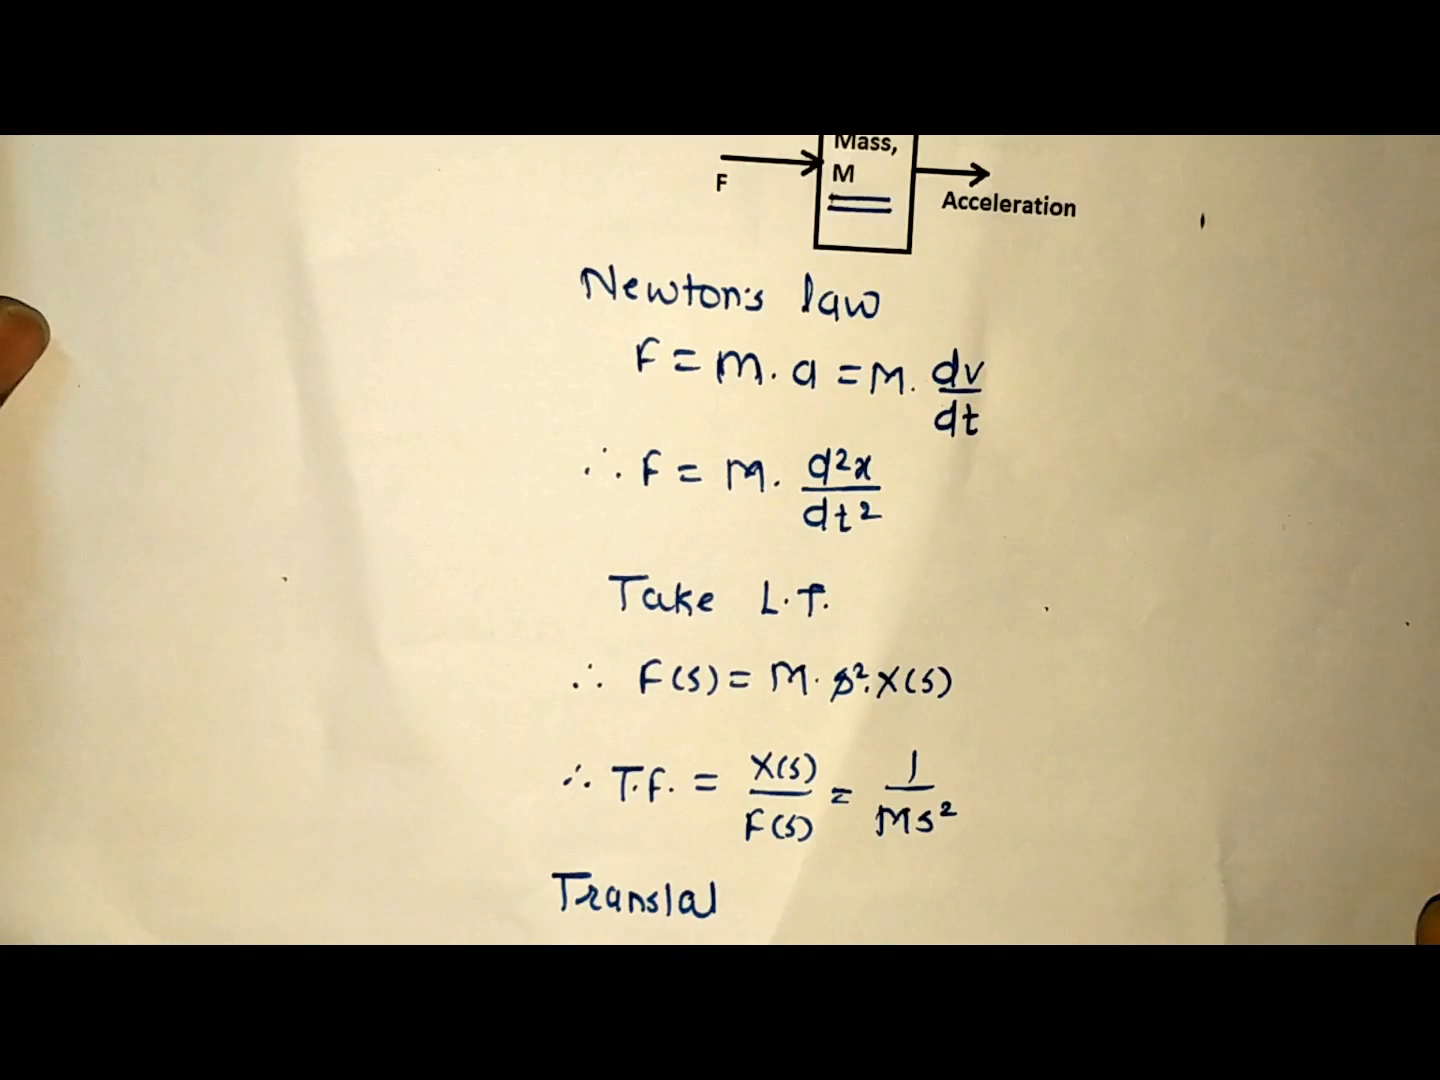 Mass,
M
F
Acceleration
Newton's law
F = M. a = M. dv/dt
∴ F = M. d²x/dt²
Take L.T.
∴ F(s) = M. s². X(s)
∴ T.F. = X(s)/F(s) = 1/Ms²
Translal